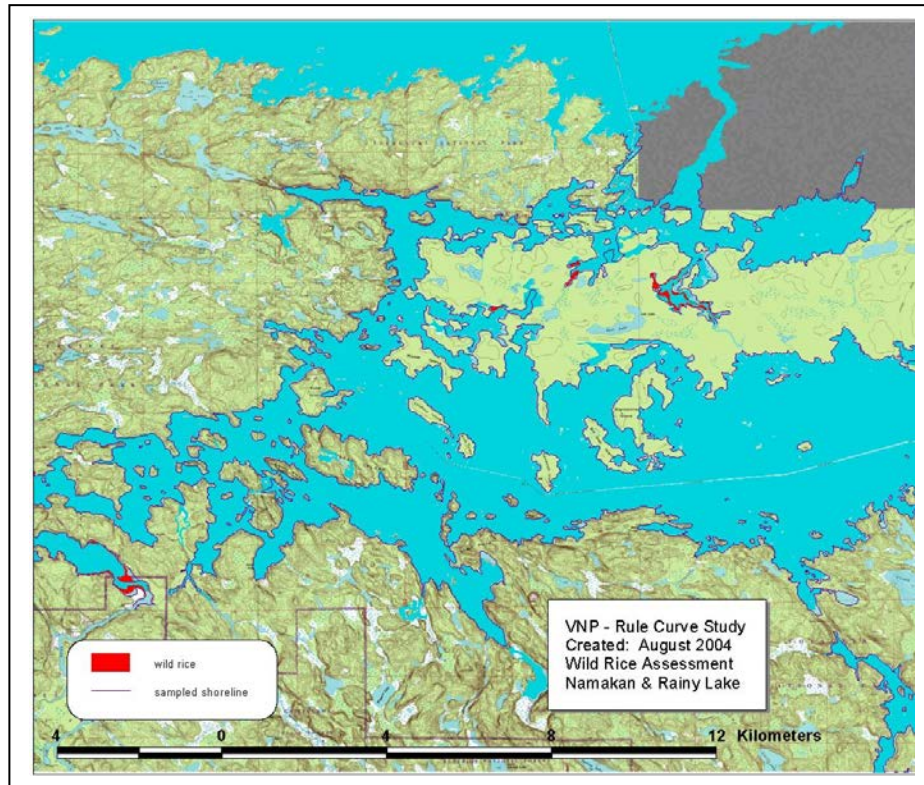 VNP - Rule Curve Study
Created: August 2004
Wild Rice Assessment
Namakan & Rainy Lake
wild rice
sampled shoreline
4 0 4 8 12 Kilometers